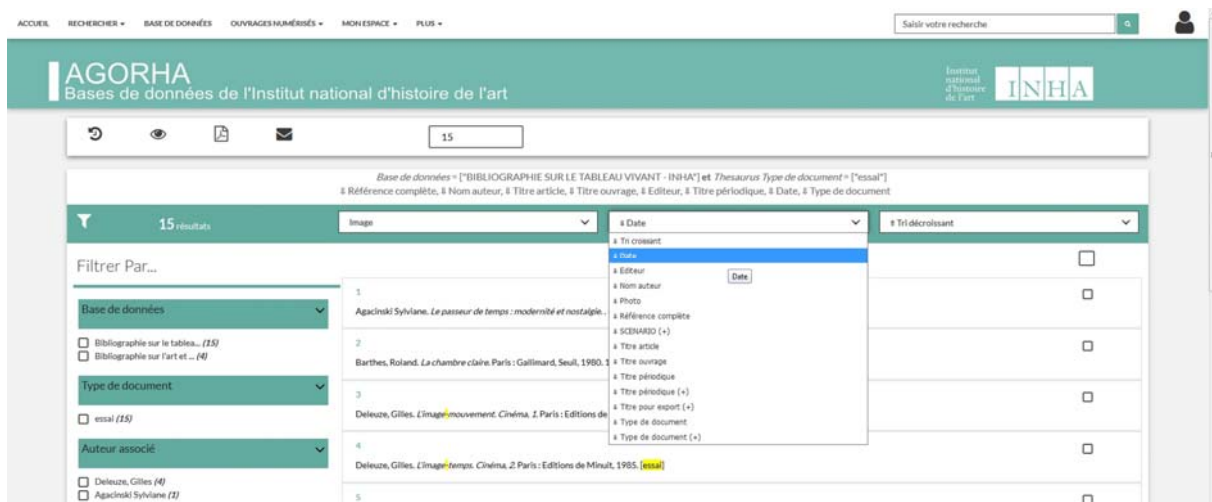 ACCUEIL RECHERCHER BASE DE DONNÉES OUVRAGES NUMÉRISÉS MON ESPACE PLUS Saisir votre recherche
AGORHA
Bases de données de l'Institut national d'histoire de l'art
Institut
national
d'histoire
de l'art
INHA
15
Base de données = ["BIBLIOGRAPHIE SUR LE TABLEAU VIVANT - INHA"] et Thesaurus Type de document = ["essai"]
⇟ Référence complète, ⇟ Nom auteur, ⇟ Titre article, ⇟ Titre ouvrage, ⇟ Editeur, ⇟ Titre périodique, ⇟ Date, ⇟ Type de document
15 résultats Image ⇟ Date ⇞ Tri décroissant
⇟ Tri croissant
⇟ Date
⇟ Editeur
Date
⇟ Nom auteur
⇟ Photo
⇟ Référence complète
⇟ SCENARIO (+)
⇟ Titre article
⇟ Titre ouvrage
⇟ Titre périodique
⇟ Titre périodique (+)
⇟ Titre pour export (+)
⇟ Type de document
⇟ Type de document (+)
Filtrer Par...
Base de données
Bibliographie sur le tablea... (15)
Bibliographie sur l'art et ... (4)
Type de document
essai (15)
Auteur associé
Deleuze, Gilles (4)
Agacinski Sylviane (1)
1
Agacinski Sylviane. Le passeur de temps : modernité et nostalgie.
2
Barthes, Roland. La chambre claire. Paris : Gallimard, Seuil, 1980. 1
3
Deleuze, Gilles. L'image-mouvement. Cinéma, 1. Paris : Editions de
4
Deleuze, Gilles. L'image-temps. Cinéma, 2. Paris : Editions de Minuit, 1985. [essai]
5